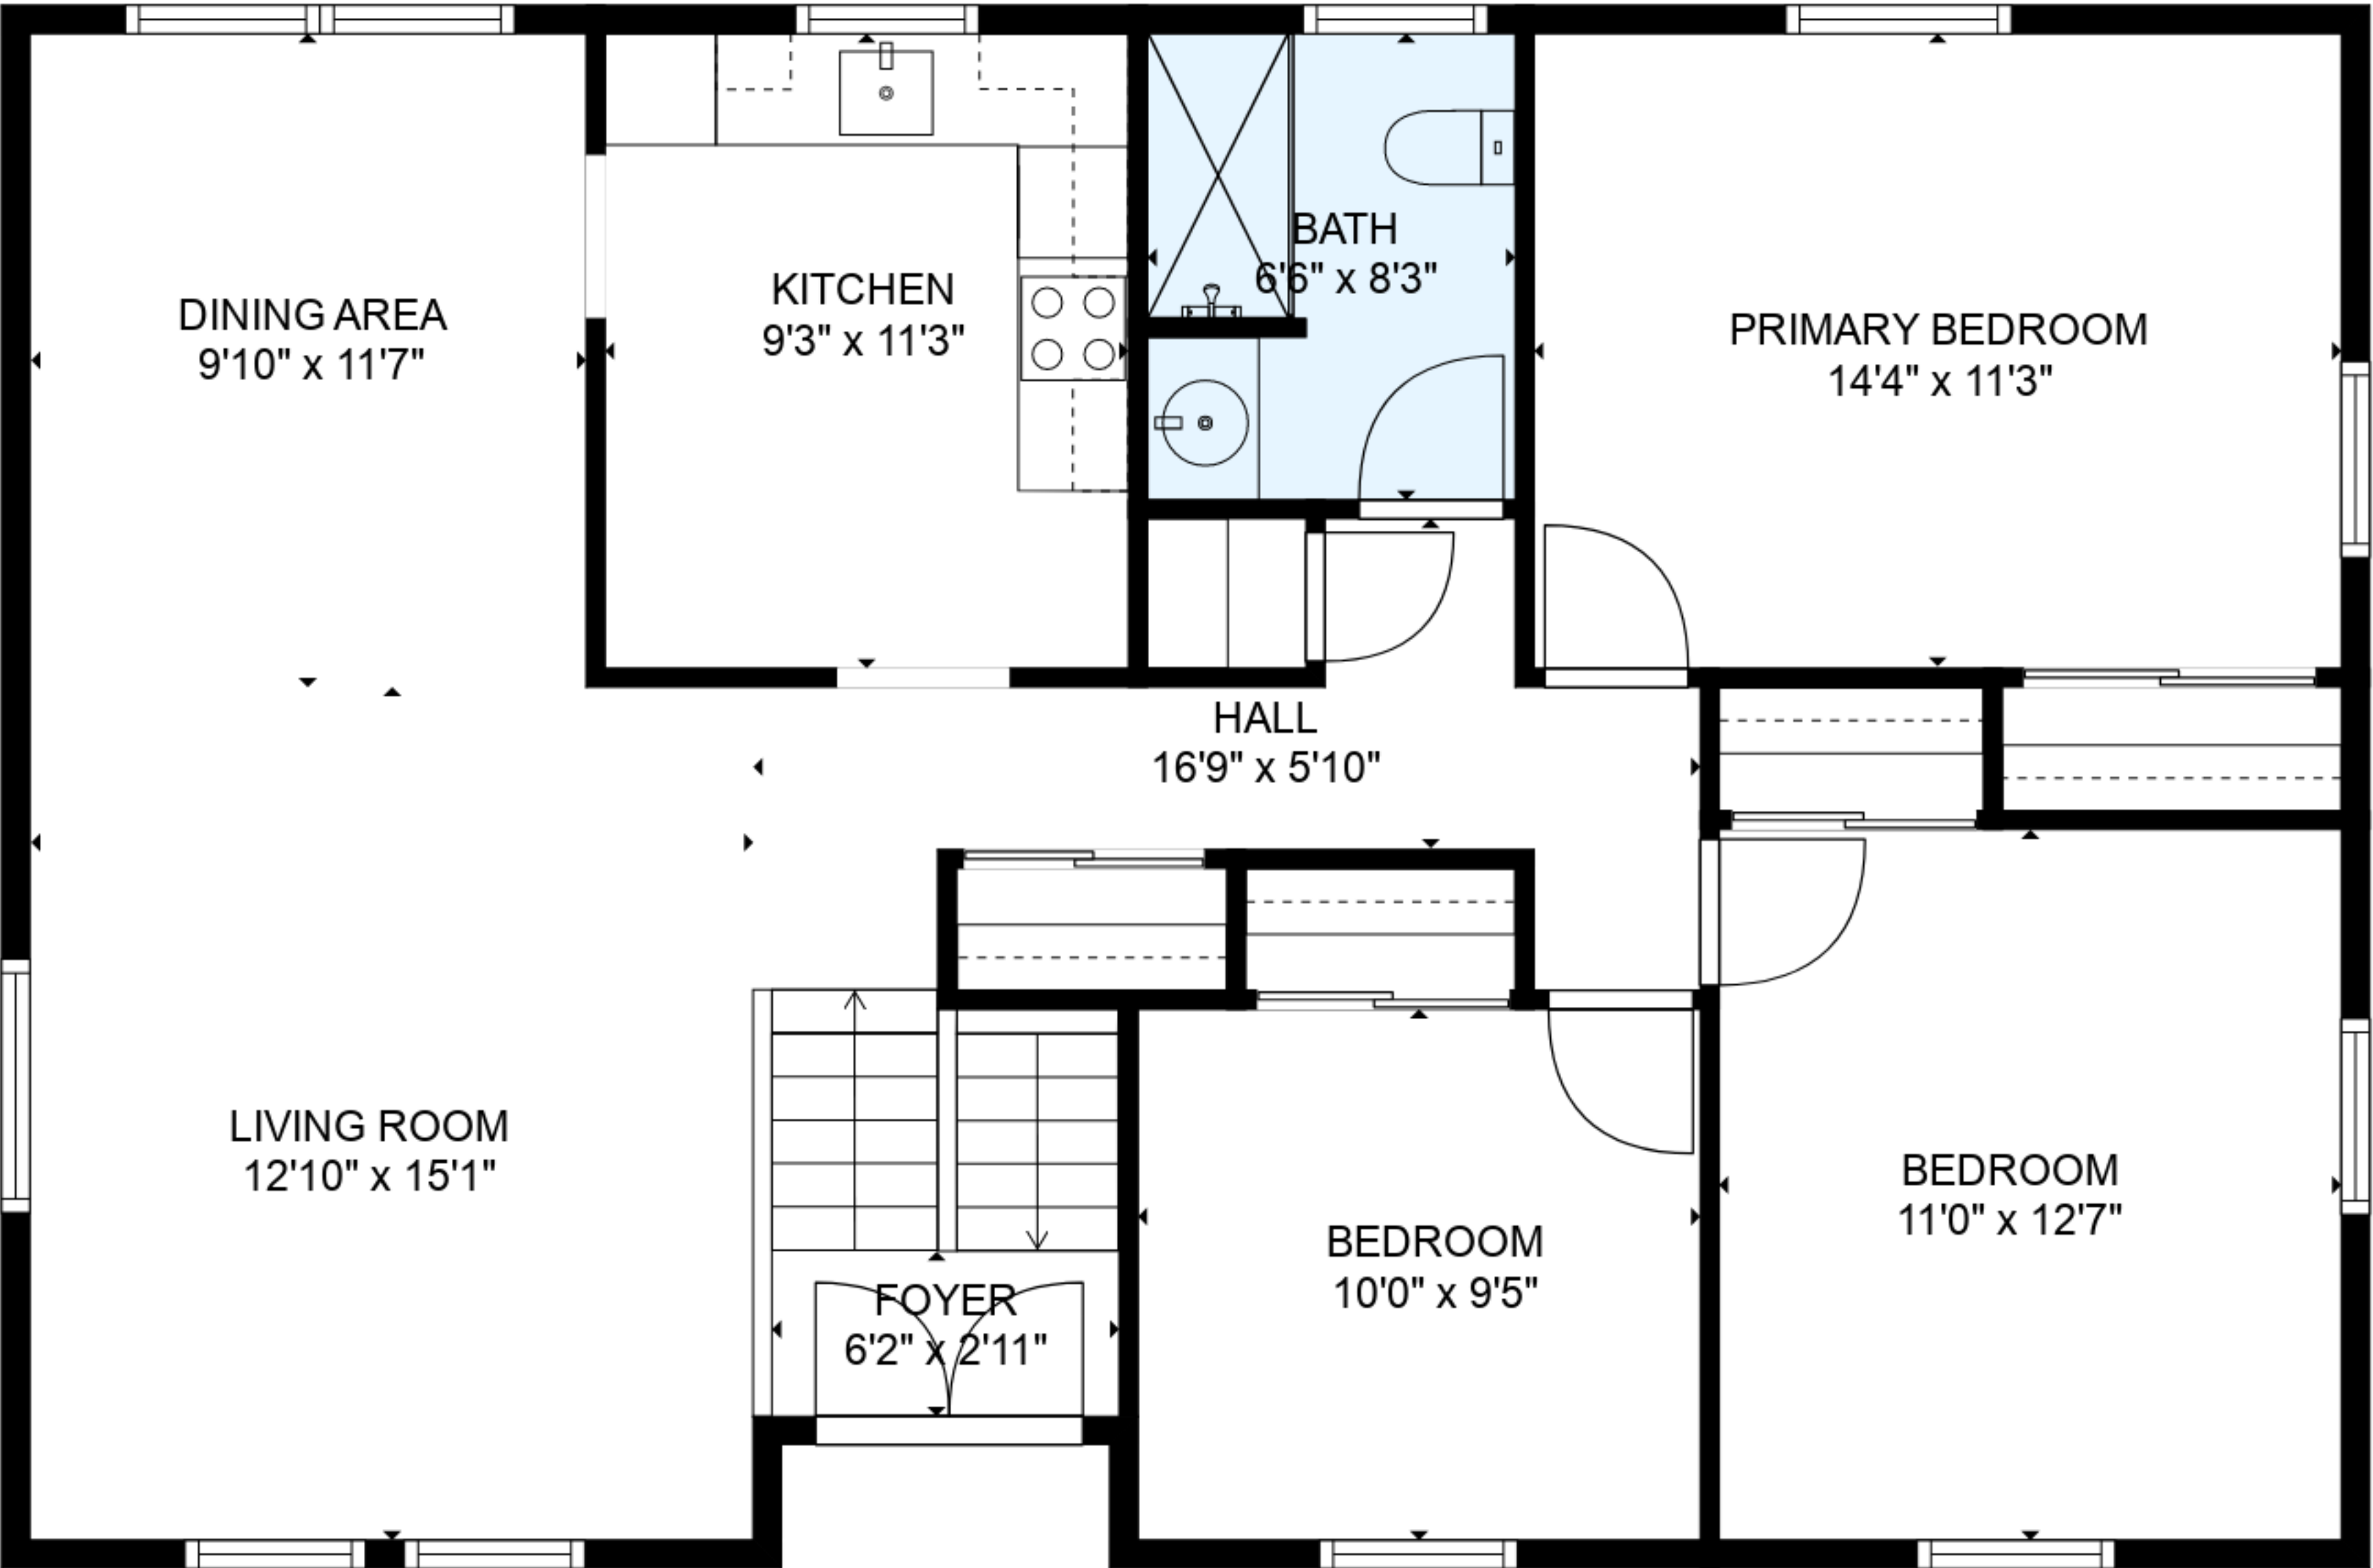 DINING AREA
9'10" x 11'7"
KITCHEN
9'3" x 11'3"
BATH
6'6" x 8'3"
PRIMARY BEDROOM
14'4" x 11'3"
HALL
16'9" x 5'10"
LIVING ROOM
12'10" x 15'1"
FOYER
6'2" x 2'11"
BEDROOM
10'0" x 9'5"
BEDROOM
11'0" x 12'7"